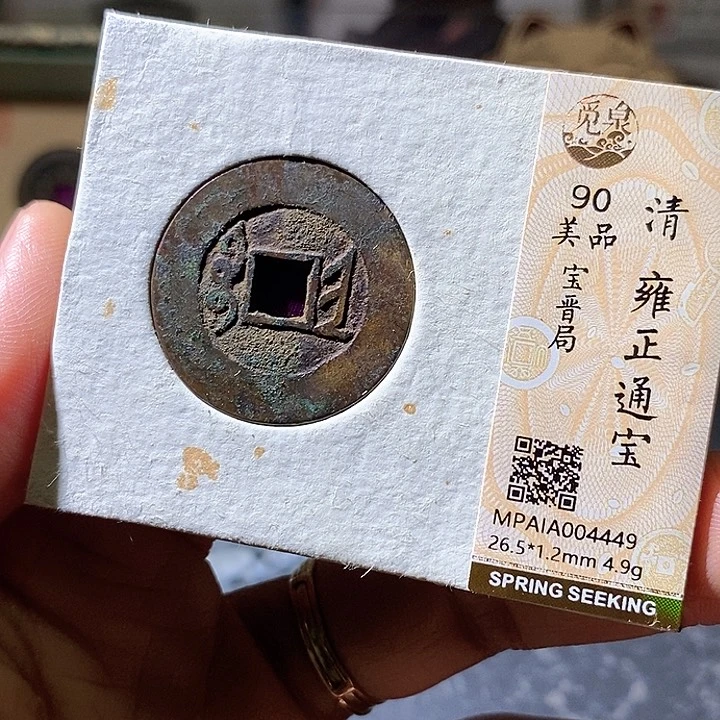 觅泉
90
美品
宝晋局
清 雍正通宝
MPAIA004449
26.5*1.2mm 4.9g
SPRING SEEKING